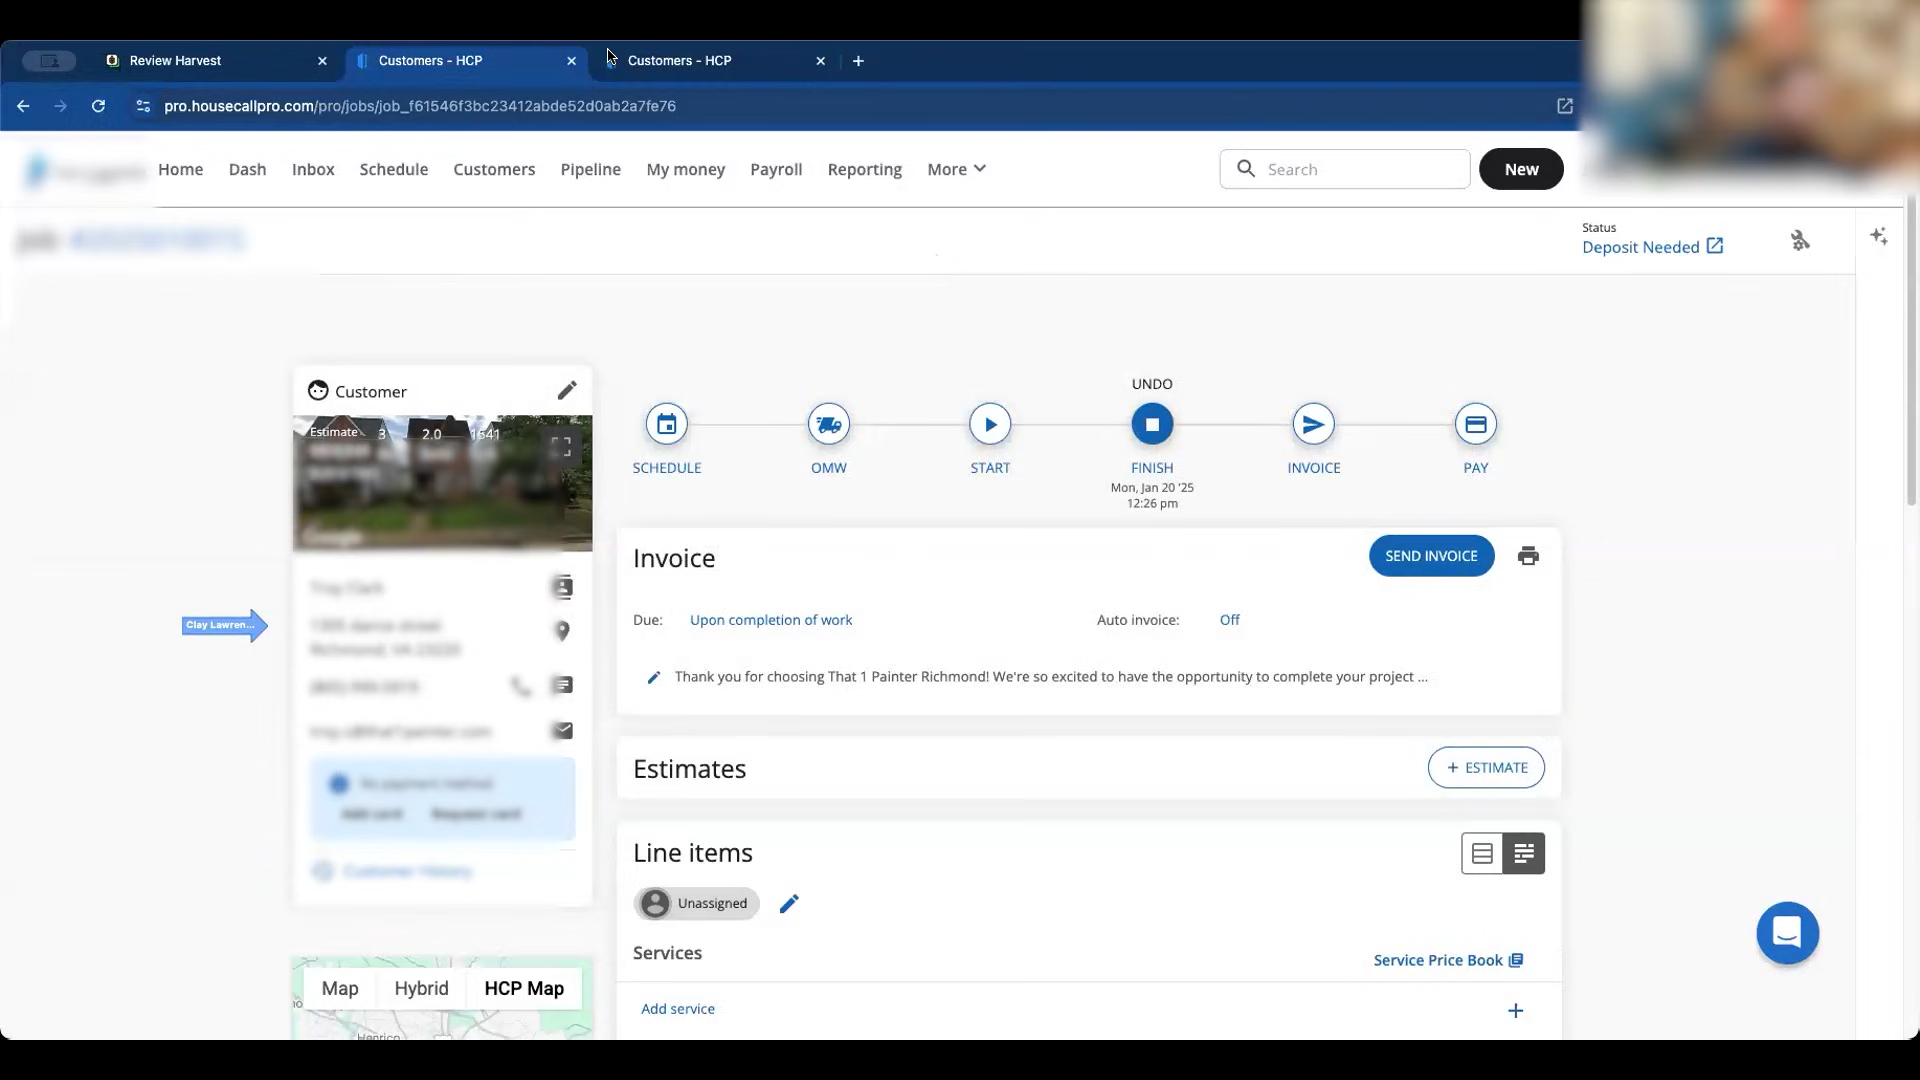 Review Harvest
Customers - HCP
Customers - HCP
pro.housecallpro.com/pro/jobs/job_f61546f3bc23412abde52d0ab2a7fe76
Home Dash Inbox Schedule Customers Pipeline My money Payroll Reporting More
Search
New
Status
Deposit Needed
Customer
Estimate 3 2.0 1541
UNDO
SCHEDULE OMW START FINISH INVOICE PAY
Mon, Jan 20 '25
12:26 pm
Invoice
SEND INVOICE
Clay Lawren...
Due: Upon completion of work Auto invoice: Off
Thank you for choosing That 1 Painter Richmond! We're so excited to have the opportunity to complete your project ...
Estimates
+ ESTIMATE
Line items
Unassigned
Services
Service Price Book
Add service
Map Hybrid HCP Map
Henrico